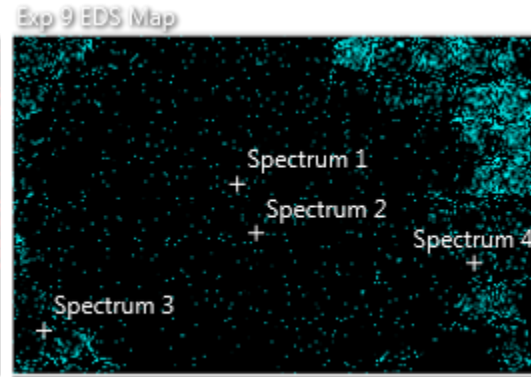 Exp 9 EDS Map
Spectrum 1
Spectrum 2
Spectrum 4
Spectrum 3